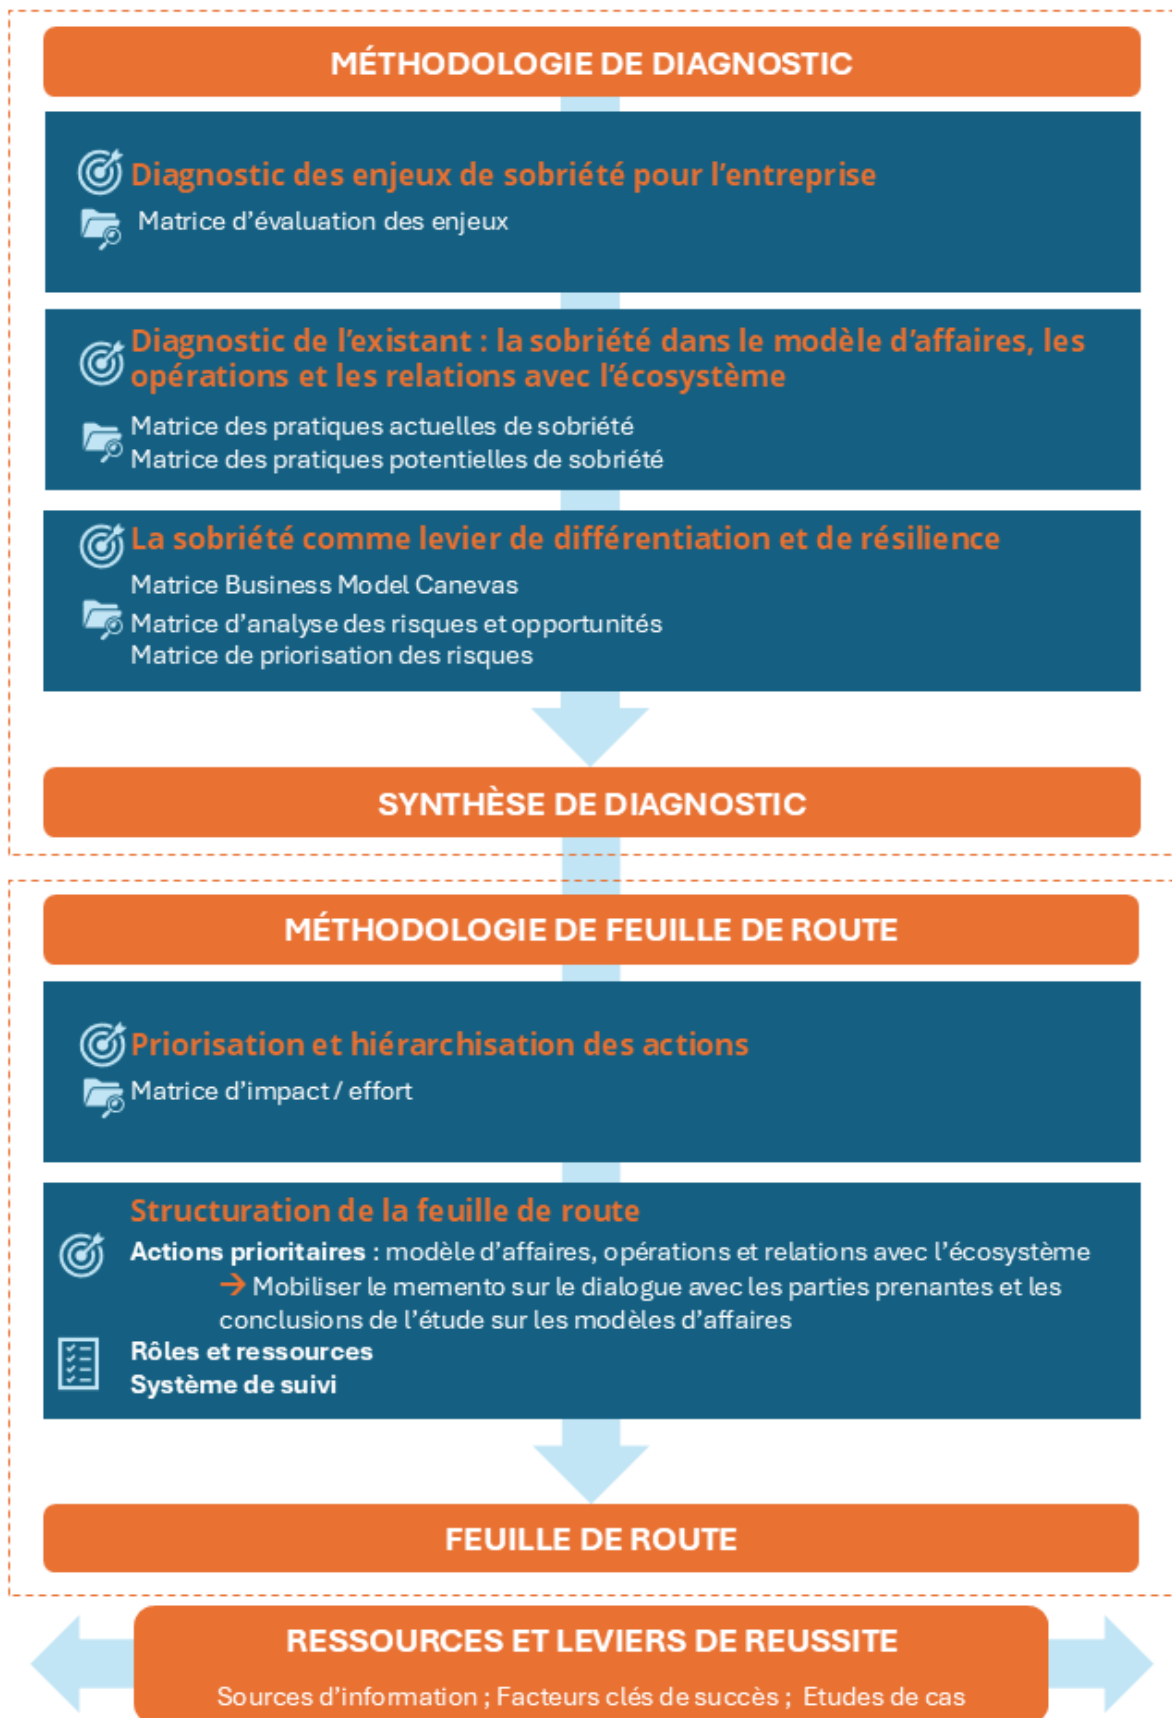 MÉTHODOLOGIE DE DIAGNOSTIC
Diagnostic des enjeux de sobriété pour l'entreprise
Matrice d'évaluation des enjeux
Diagnostic de l'existant : la sobriété dans le modèle d'affaires, les
opérations et les relations avec l'écosystème
Matrice des pratiques actuelles de sobriété
Matrice des pratiques potentielles de sobriété
La sobriété comme levier de différentiation et de résilience
Matrice Business Model Canevas
Matrice d'analyse des risques et opportunités
Matrice de priorisation des risques
SYNTHÈSE DE DIAGNOSTIC
MÉTHODOLOGIE DE FEUILLE DE ROUTE
Priorisation et hiérarchisation des actions
Matrice d'impact / effort
Structuration de la feuille de route
Actions prioritaires : modèle d'affaires, opérations et relations avec l'écosystème
→ Mobiliser le memento sur le dialogue avec les parties prenantes et les
conclusions de l'étude sur les modèles d'affaires
Rôles et ressources
Système de suivi
FEUILLE DE ROUTE
RESSOURCES ET LEVIERS DE REUSSITE
Sources d'information ; Facteurs clés de succès ; Etudes de cas